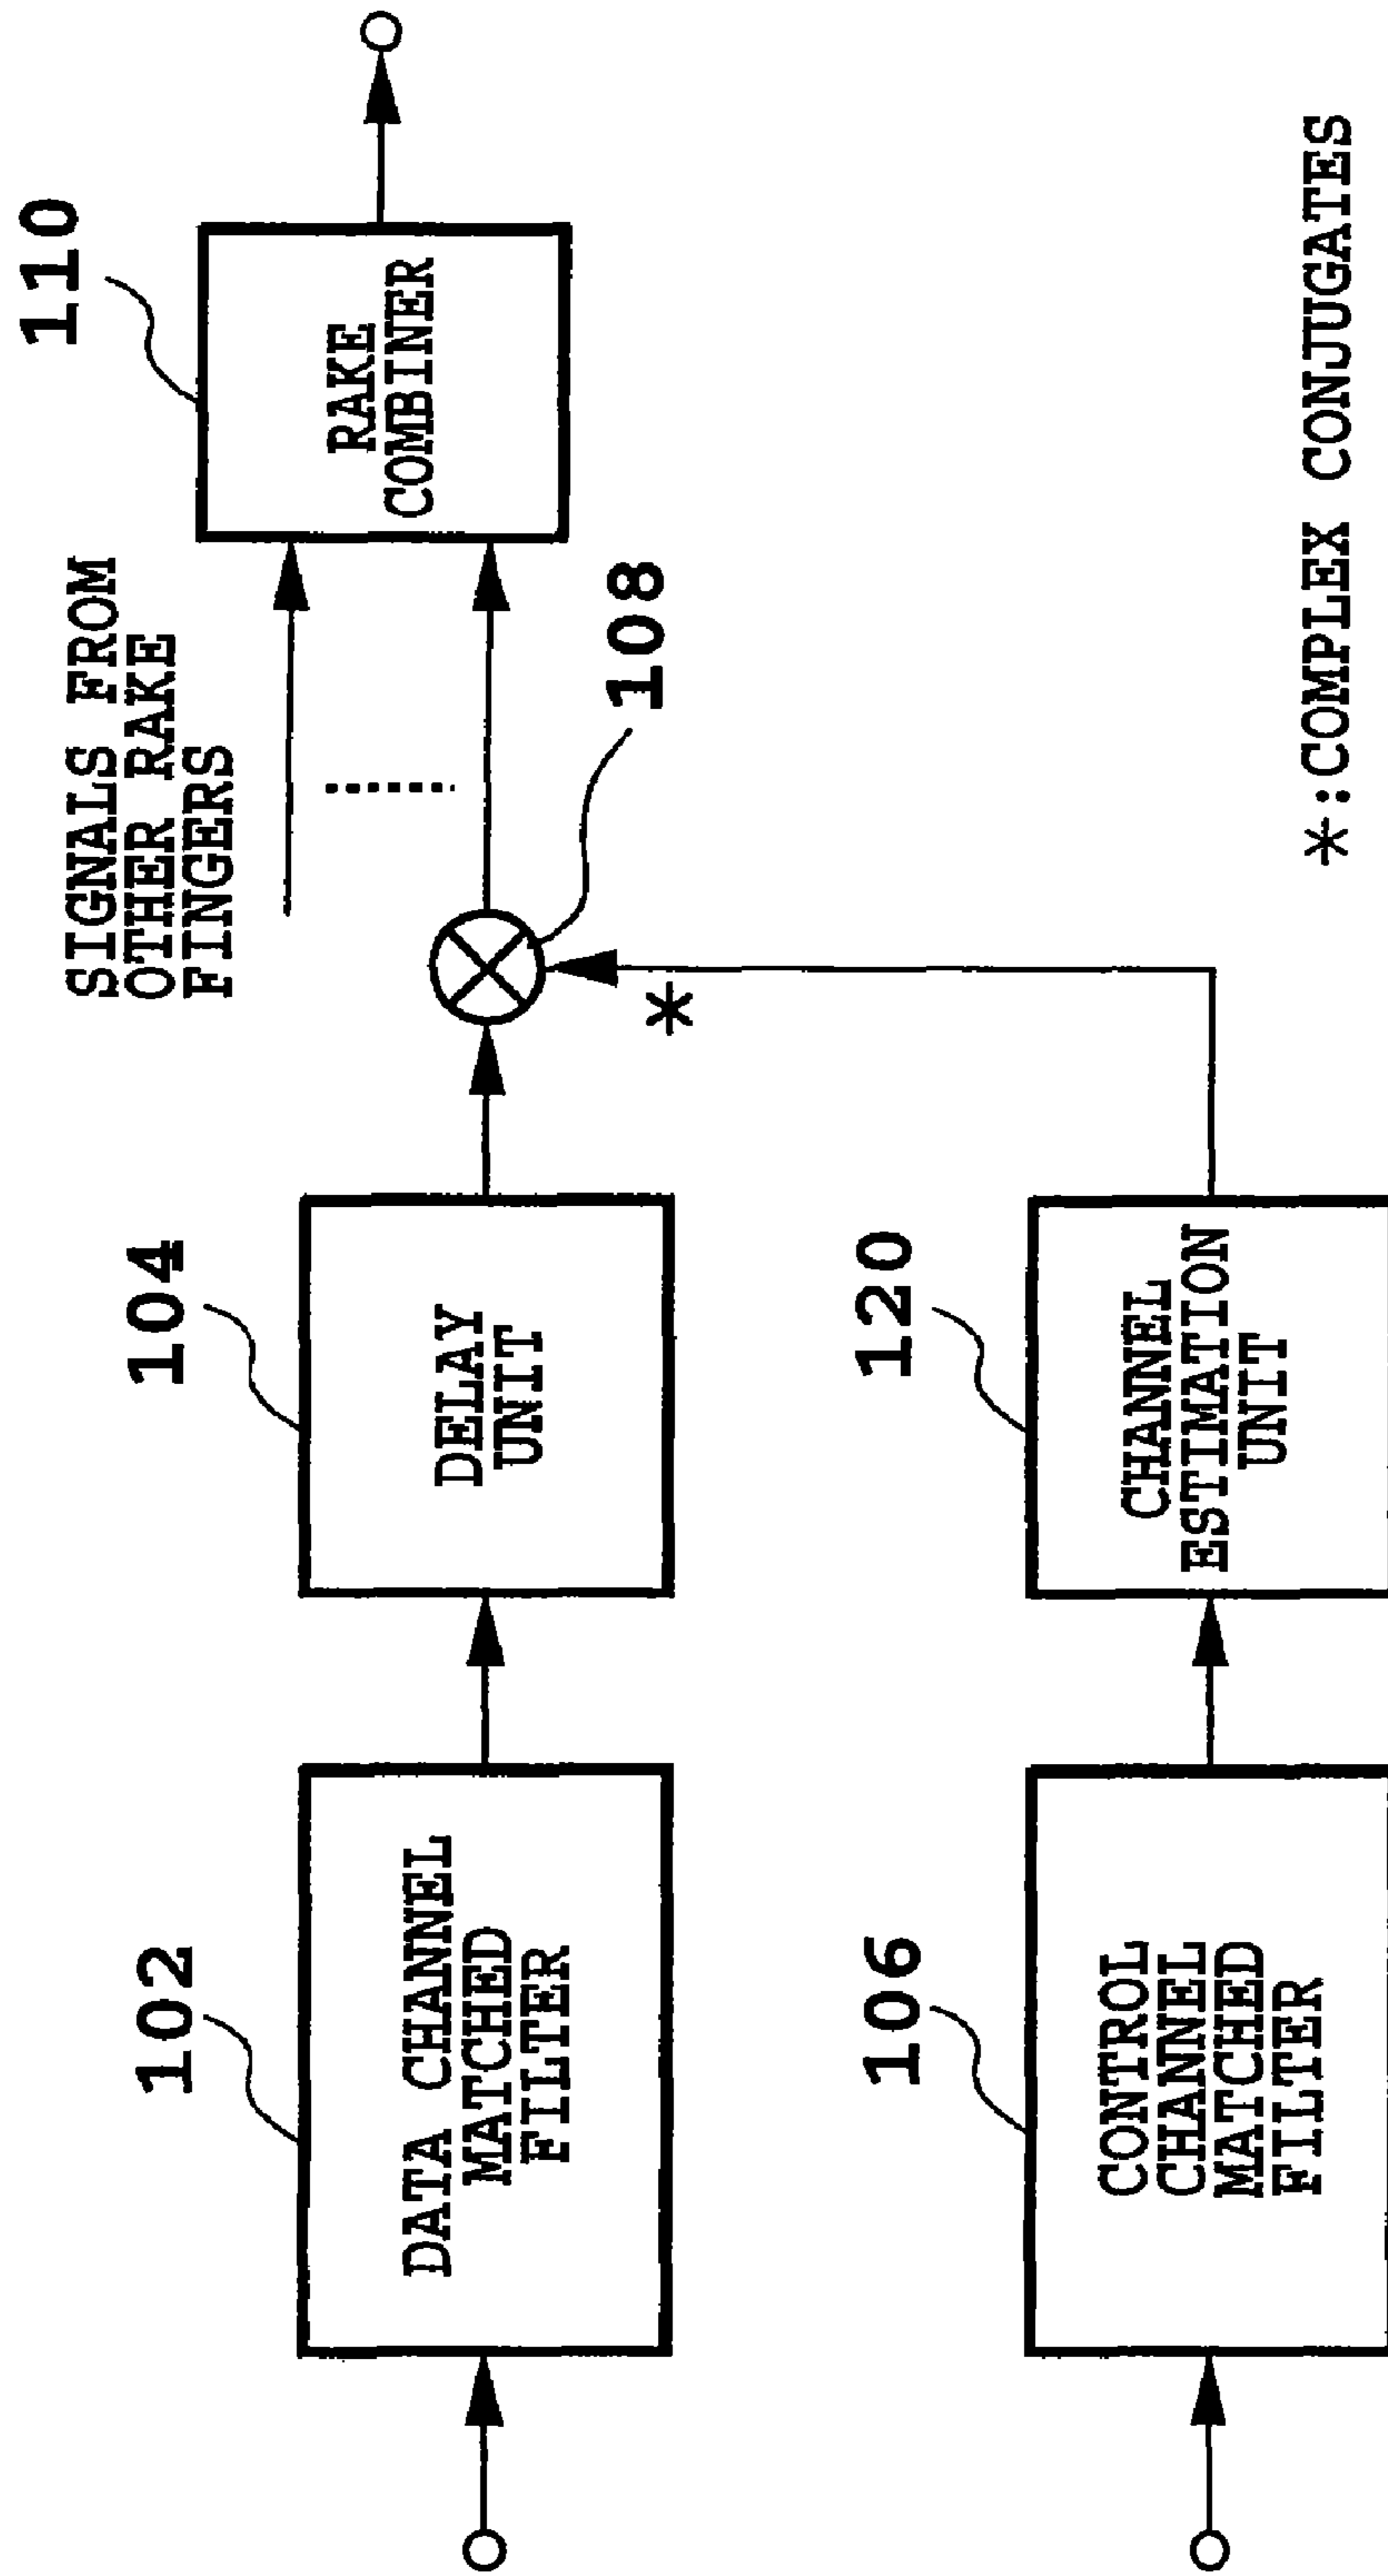 110
SIGNALS FROM
OTHER RAKE
FINGERS
RAKE
COMBINER
108
104
DELAY
UNIT
*
102
DATA CHANNEL
MATCHED
FILTER
120
CHANNEL
ESTIMATION
UNIT
106
CONTROL
CHANNEL
MATCHED
FILTER
*:COMPLEX CONJUGATES